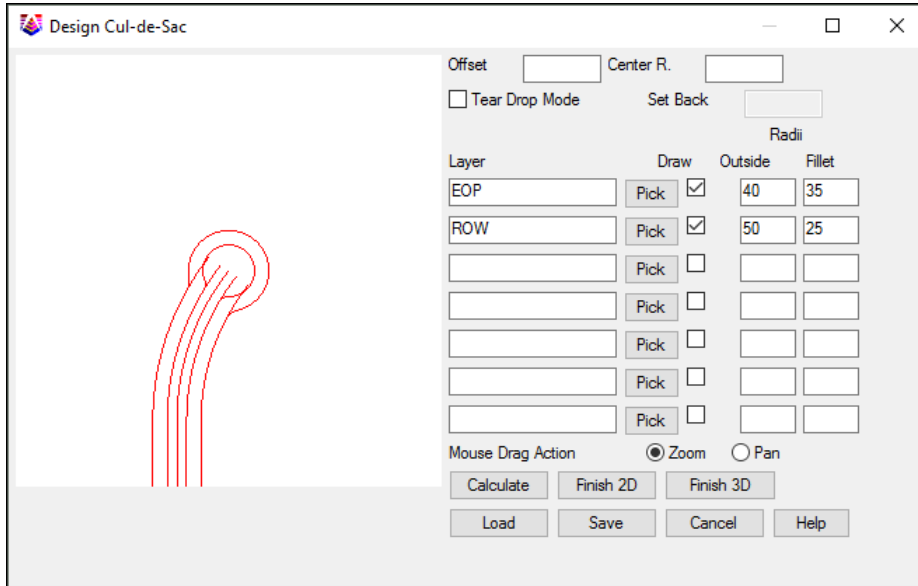 Design Cul-de-Sac
Offset Center R.
Tear Drop Mode Set Back
Radii
Layer Draw Outside Fillet
EOP Pick 40 35
ROW Pick 50 25
Pick
Pick
Pick
Pick
Pick
Mouse Drag Action Zoom Pan
Calculate Finish 2D Finish 3D
Load Save Cancel Help